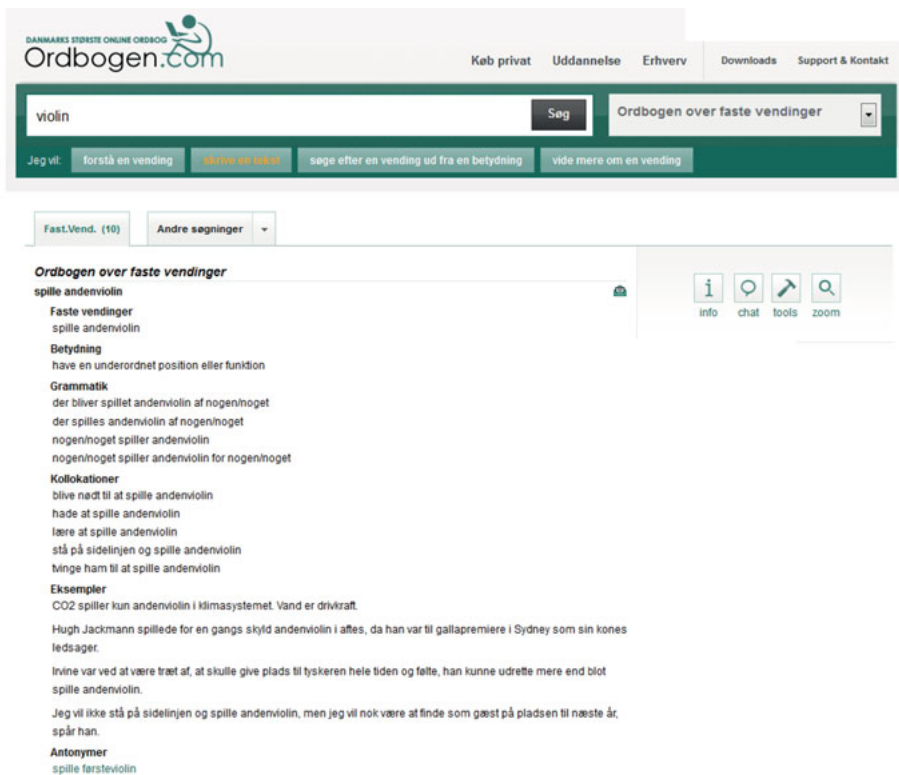 DANMARKS STØRSTE ONLINE ORDBOG
Ordbogen.com
Køb privat Uddannelse Erhverv Downloads Support & Kontakt
violin Søg Ordbogen over faste vendinger
Jeg vil: forstå en vending skrive en tekst søge efter en vending ud fra en betydning vide mere om en vending
Fast.Vend. (10) Andre søgninger
Ordbogen over faste vendinger
spille andenviolin
info chat tools zoom
Faste vendinger
spille andenviolin
Betydning
have en underordnet position eller funktion
Grammatik
der bliver spillet andenviolin af nogen/noget
der spilles andenviolin af nogen/noget
nogen/noget spiller andenviolin
nogen/noget spiller andenviolin for nogen/noget
Kollokationer
blive nødt til at spille andenviolin
hade at spille andenviolin
lære at spille andenviolin
stå på sidelinjen og spille andenviolin
tvinge ham til at spille andenviolin
Eksempler
CO2 spiller kun andenviolin i klimasystemet. Vand er drivkraft.
Hugh Jackmann spillede for en gangs skyld andenviolin i aftes, da han var til gallapremiere i Sydney som sin kones
ledsager.
Irvine var ved at være træt af, at skulle give plads til tyskeren hele tiden og følte, han kunne udrette mere end blot
spille andenviolin.
Jeg vil ikke stå på sidelinjen og spille andenviolin, men jeg vil nok være at finde som gæst på pladsen til næste år,
spår han.
Antonymer
spille førsteviolin